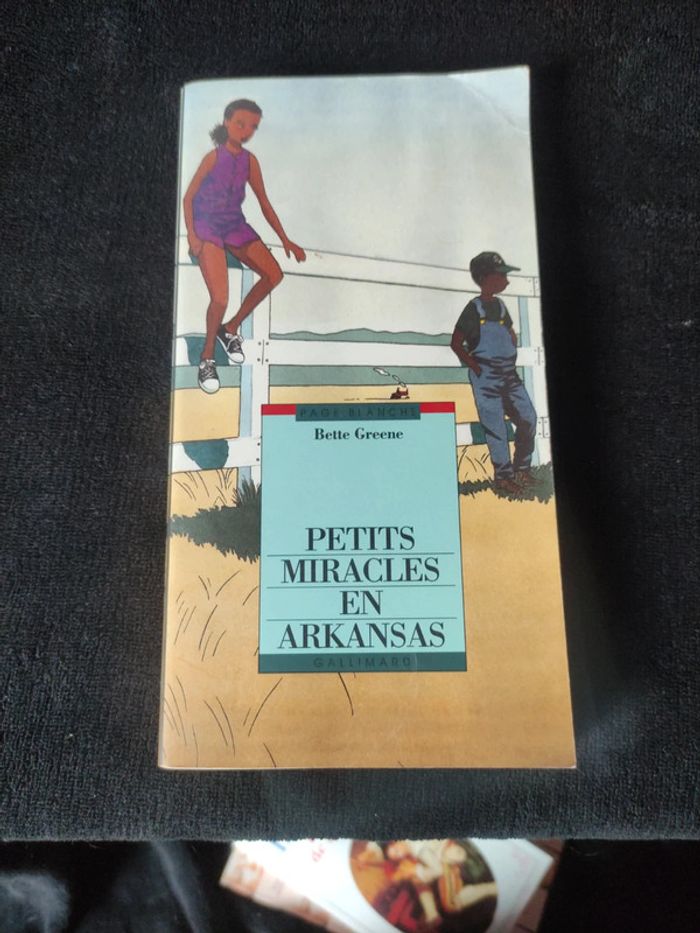 PAGE BLANCHE
Bette Greene
PETITS
MIRACLES
EN
ARKANSAS
GALLIMARD